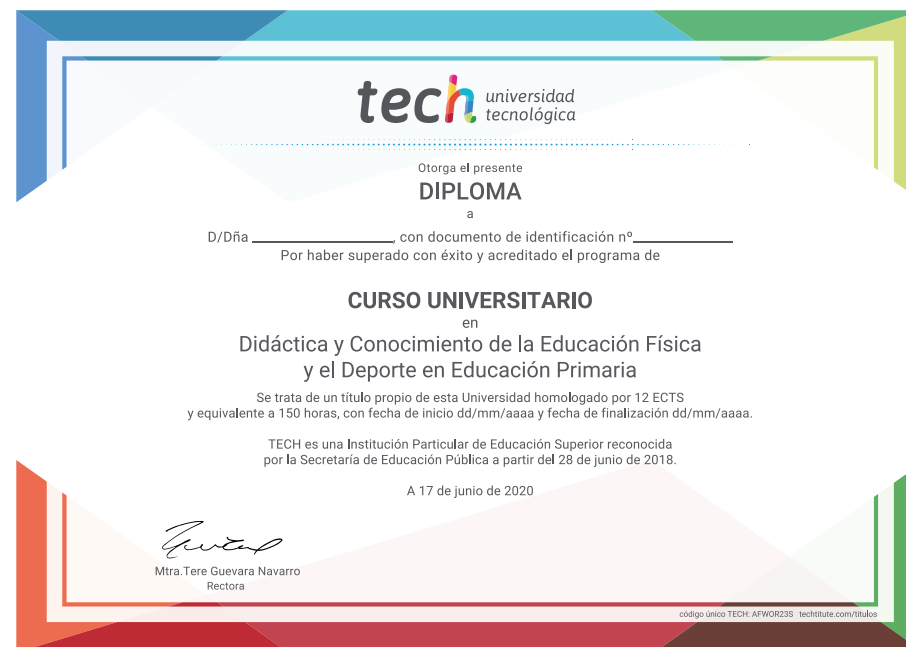 tech universidad
tecnológica
Otorga el presente
DIPLOMA
a
D/Dña ____________________, con documento de identificación nº______________
Por haber superado con éxito y acreditado el programa de
CURSO UNIVERSITARIO
en
Didáctica y Conocimiento de la Educación Física
y el Deporte en Educación Primaria
Se trata de un título propio de esta Universidad homologado por 12 ECTS
y equivalente a 150 horas, con fecha de inicio dd/mm/aaaa y fecha de finalización dd/mm/aaaa.
TECH es una Institución Particular de Educación Superior reconocida
por la Secretaría de Educación Pública a partir del 28 de junio de 2018.
A 17 de junio de 2020
Mtra.Tere Guevara Navarro
Rectora
código único TECH: AFWOR23S techtitute.com/titulos